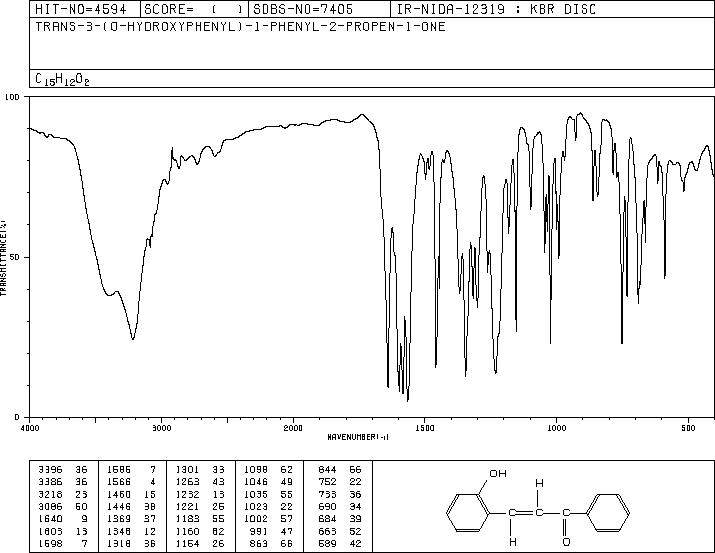 HIT-NO=4594 SCORE= ( ) SDBS-NO=7405 IR-NIDA-12319 : KBR DISC
TRANS-3-(O-HYDROXYPHENYL)-1-PHENYL-2-PROPEN-1-ONE
C15H12O2
100
50
0
TRANSMITTANCE(%)
4000 3000 2000 1500 1000 500
WAVENUMBER(-1)
3396 36 1586 7 1301 33 1098 62 844 56
3386 36 1566 4 1263 43 1046 49 752 22
3218 23 1460 15 1232 13 1035 55 733 36
3086 60 1446 38 1221 25 1023 22 690 34
1640 9 1369 37 1183 55 1002 57 684 39
1603 13 1348 12 1160 82 991 47 663 52
1598 7 1318 36 1154 26 863 66 589 42
OH
H
H
O